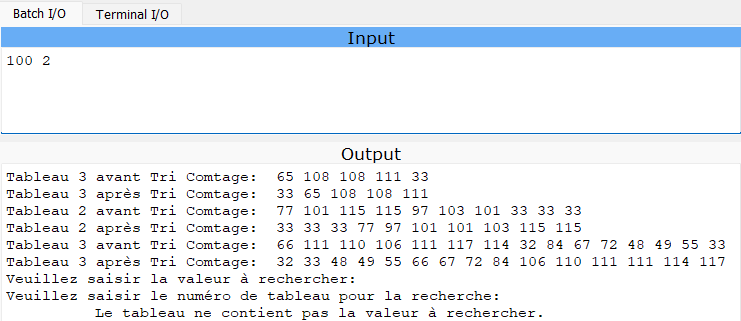 Batch I/O Terminal I/O
Input
100 2
Output
Tableau 3 avant Tri Comtage: 65 108 108 111 33
Tableau 3 après Tri Comtage: 33 65 108 108 111
Tableau 2 avant Tri Comtage: 77 101 115 115 97 103 101 33 33 33
Tableau 2 après Tri Comtage: 33 33 33 77 97 101 101 103 115 115
Tableau 3 avant Tri Comtage: 66 111 110 106 111 117 114 32 84 67 72 48 49 55 33
Tableau 3 après Tri Comtage: 32 33 48 49 55 66 67 72 84 106 110 111 111 114 117
Veuillez saisir la valeur à rechercher:
Veuillez saisir le numéro de tableau pour la recherche:
Le tableau ne contient pas la valeur à rechercher.